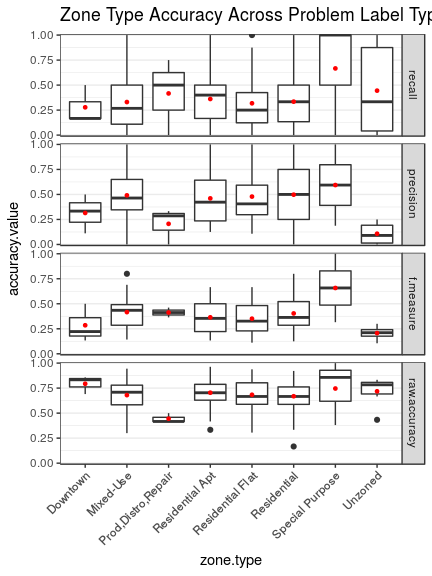 Zone Type Accuracy Across Problem Label Typ
accuracy.value
1.00
0.75
0.50
0.25
0.00
recall
1.00
0.75
0.50
0.25
0.00
precision
1.00
0.75
0.50
0.25
0.00
f.measure
1.00
0.75
0.50
0.25
0.00
raw.accuracy
Downtown
Mixed-Use
Prod,Distro,Repair
Residential Apt
Residential Flat
Residential
Special Purpose
Unzoned
zone.type